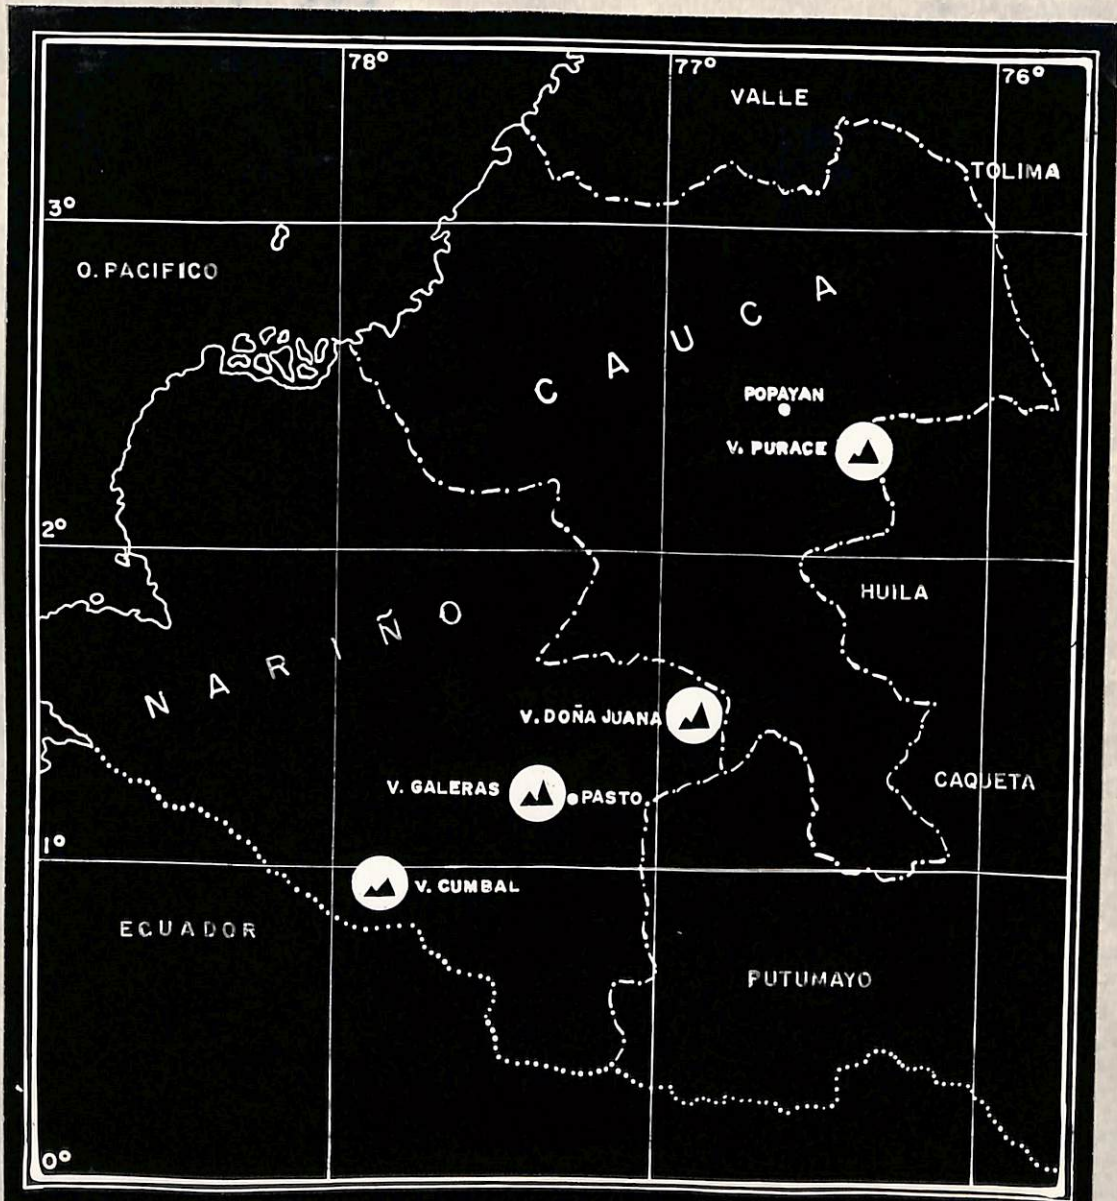 78°
77°
76°
VALLE
TOLIMA
3°
O. PACIFICO
C A U C A
POPAYAN
V. PURACE
2°
HUILA
N A R I Ñ O
V. DOÑA JUANA
CAQUETA
V. GALERAS
PASTO
1°
V. CUMBAL
ECUADOR
PUTUMAYO
0°